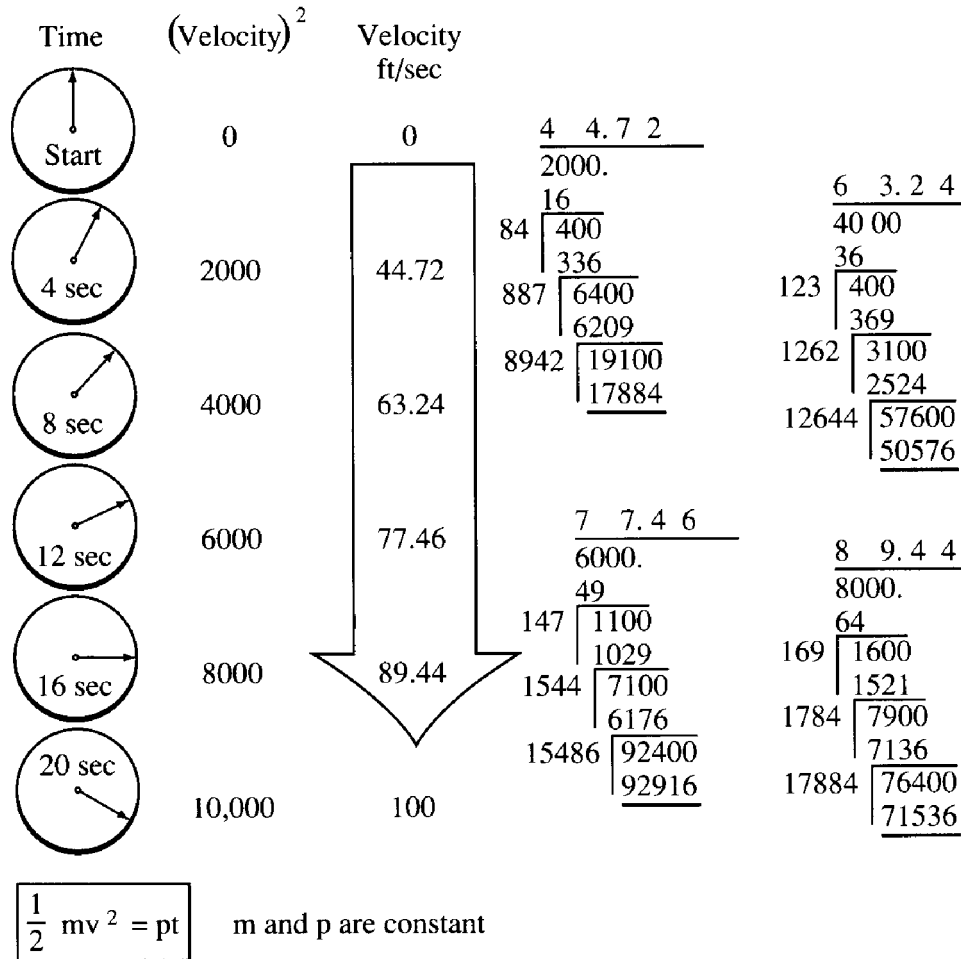 Time (Velocity)² Velocity
ft/sec
Start 0 0
4 sec 2000 44.72
8 sec 4000 63.24
12 sec 6000 77.46
16 sec 8000 89.44
20 sec 10,000 100
4 4.7 2
2000.
16
84 400
336
887 6400
6209
8942 19100
17884
6 3.2 4
40 00
36
123 400
369
1262 3100
2524
12644 57600
50576
7 7.4 6
6000.
49
147 1100
1029
1544 7100
6176
15486 92400
92916
8 9.4 4
8000.
64
169 1600
1521
1784 7900
7136
17884 76400
71536
1/2 mv² = pt m and p are constant